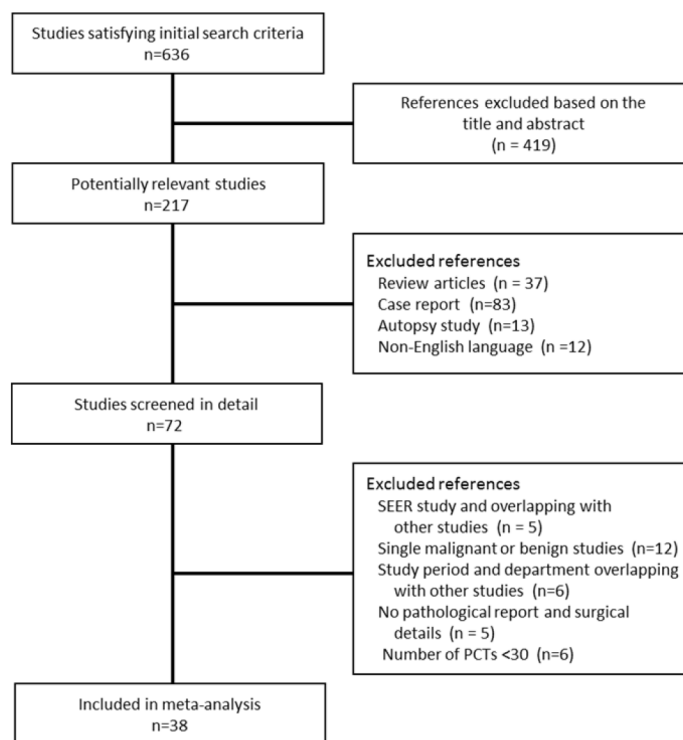 Studies satisfying initial search criteria
n=636
References excluded based on the
title and abstract
(n = 419)
Potentially relevant studies
n=217
Excluded references
Review articles (n = 37)
Case report (n=83)
Autopsy study (n=13)
Non-English language (n =12)
Studies screened in detail
n=72
Excluded references
SEER study and overlapping with
other studies (n = 5)
Single malignant or benign studies (n=12)
Study period and department overlapping
with other studies (n=6)
No pathological report and surgical
details (n = 5)
Number of PCTs <30 (n=6)
Included in meta-analysis
n=38